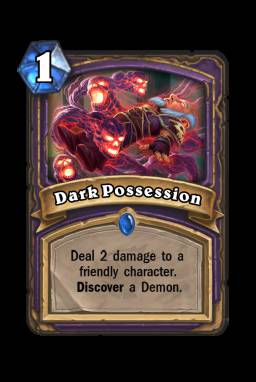 1
Dark Possession
Deal 2 damage to a
friendly character.
Discover a Demon.